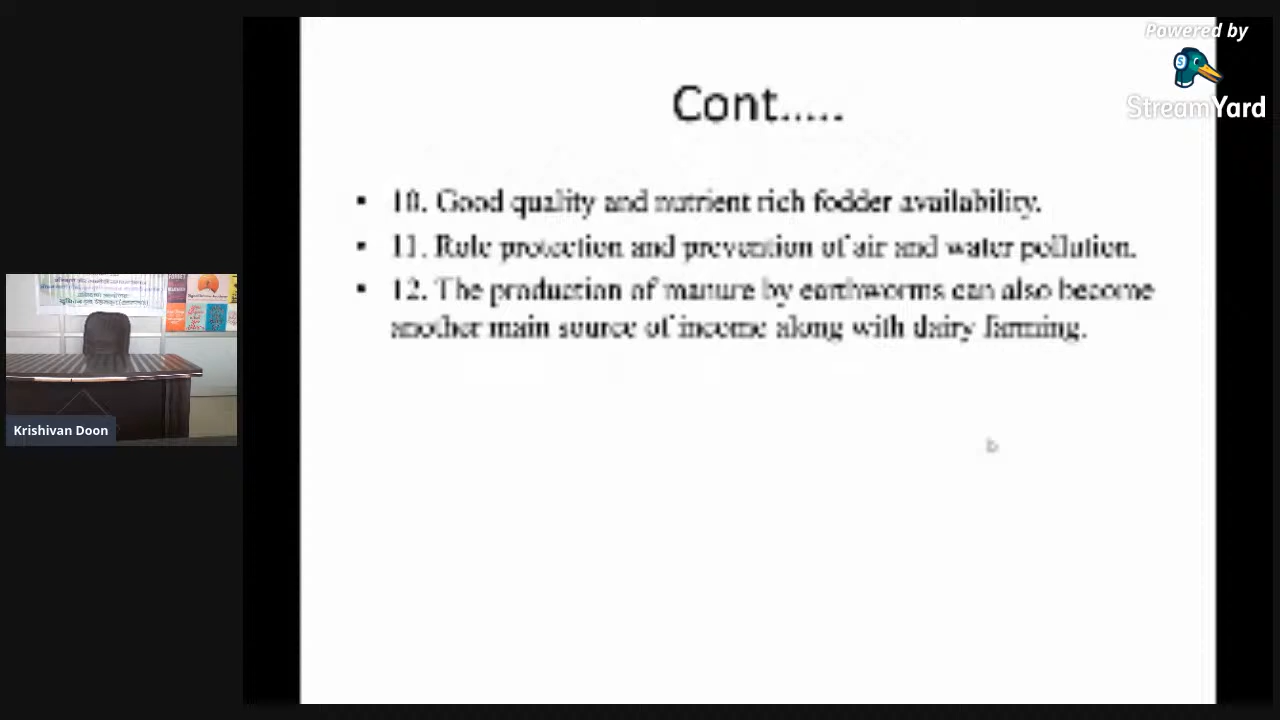 Powered by
StreamYard
Cont.....
• 10. Good quality and nutrient rich fodder availability.
• 11. Role protection and prevention of air and water pollution.
• 12. The production of manure by earthworms can also become
another main source of income along with dairy farming.
Krishivan Doon